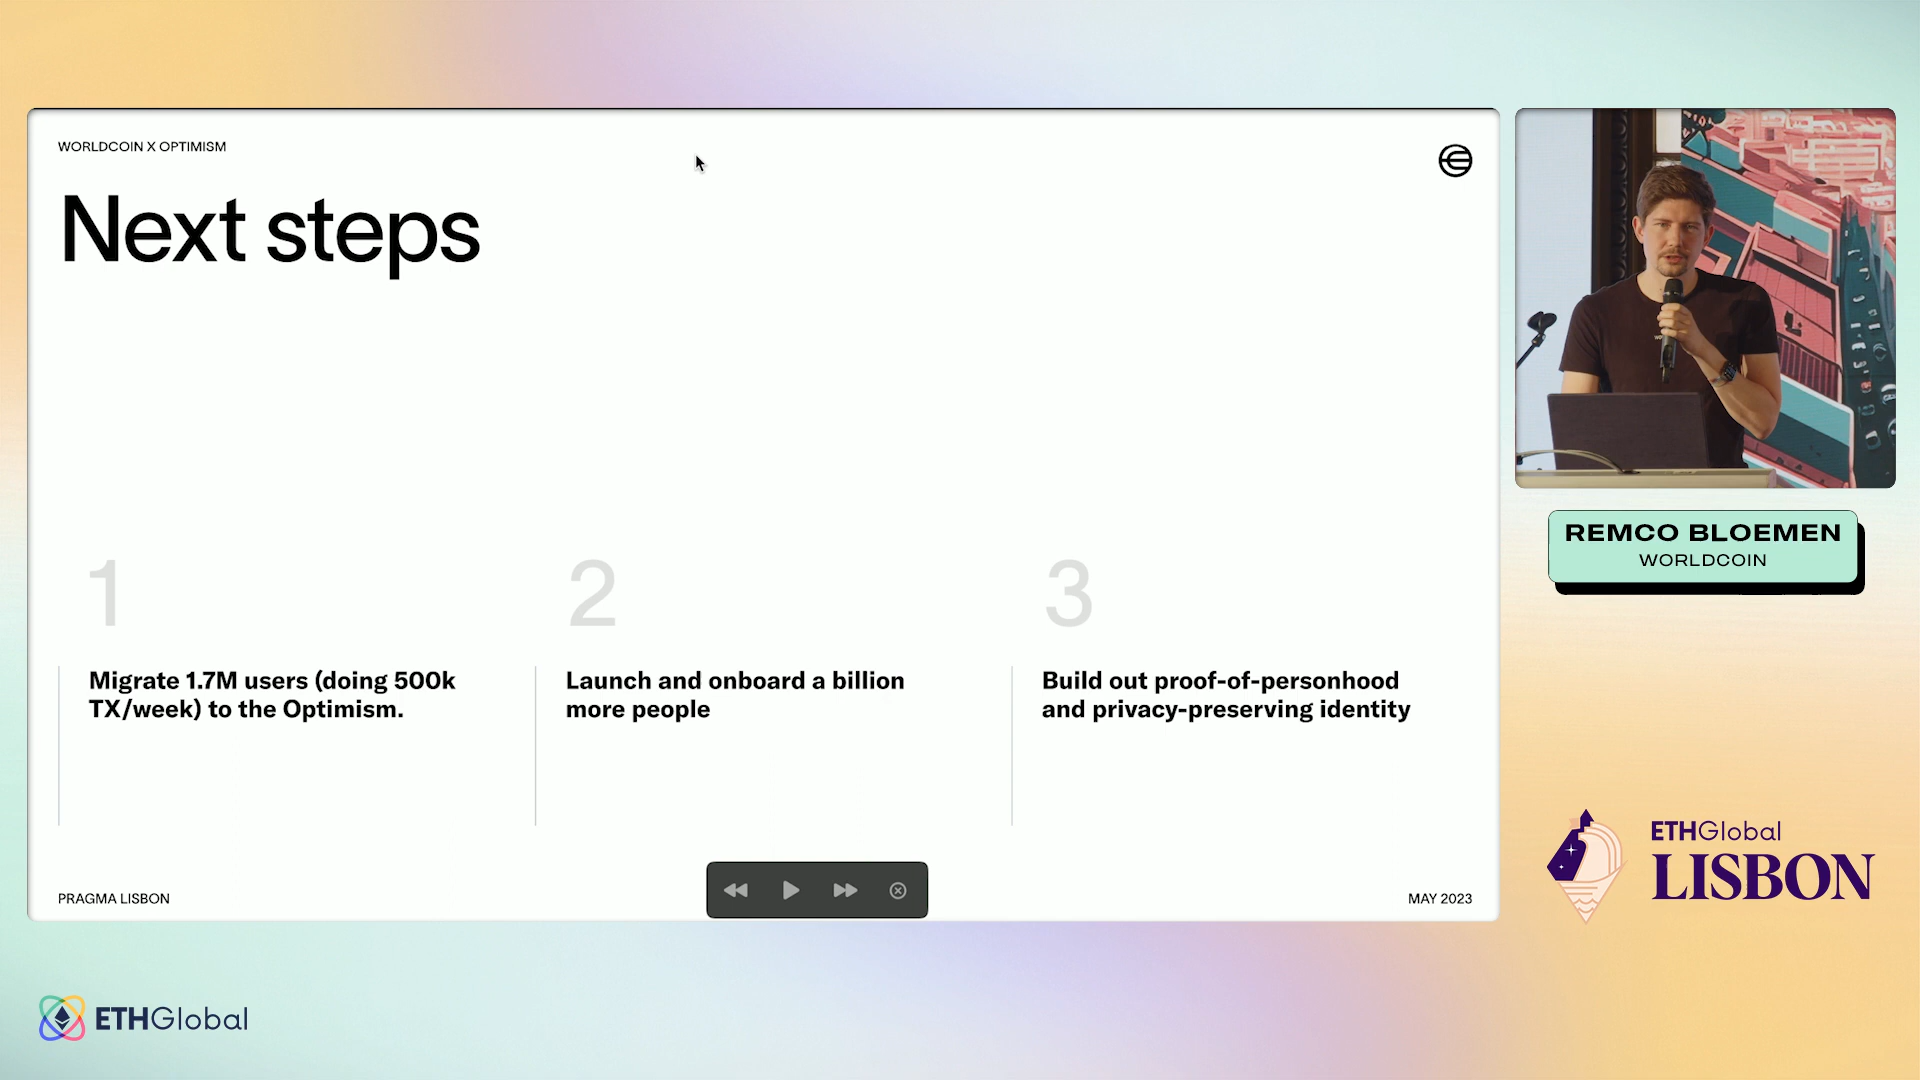 WORLDCOIN X OPTIMISM
Next steps
1
Migrate 1.7M users (doing 500k
TX/week) to the Optimism.
2
Launch and onboard a billion
more people
3
Build out proof-of-personhood
and privacy-preserving identity
PRAGMA LISBON
MAY 2023
REMCO BLOEMEN
WORLDCOIN
ETHGlobal
LISBON
ETHGlobal